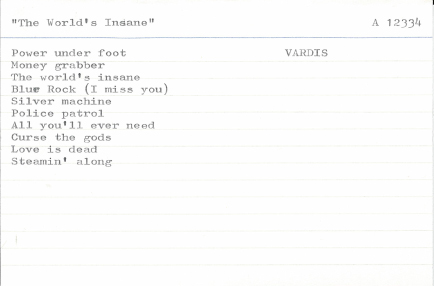 "The World's Insane" A 12334
Power under foot VARDIS
Money grabber
The world's insane
Blue Rock (I miss you)
Silver machine
Police patrol
All you'll ever need
Curse the gods
Love is dead
Steamin' along